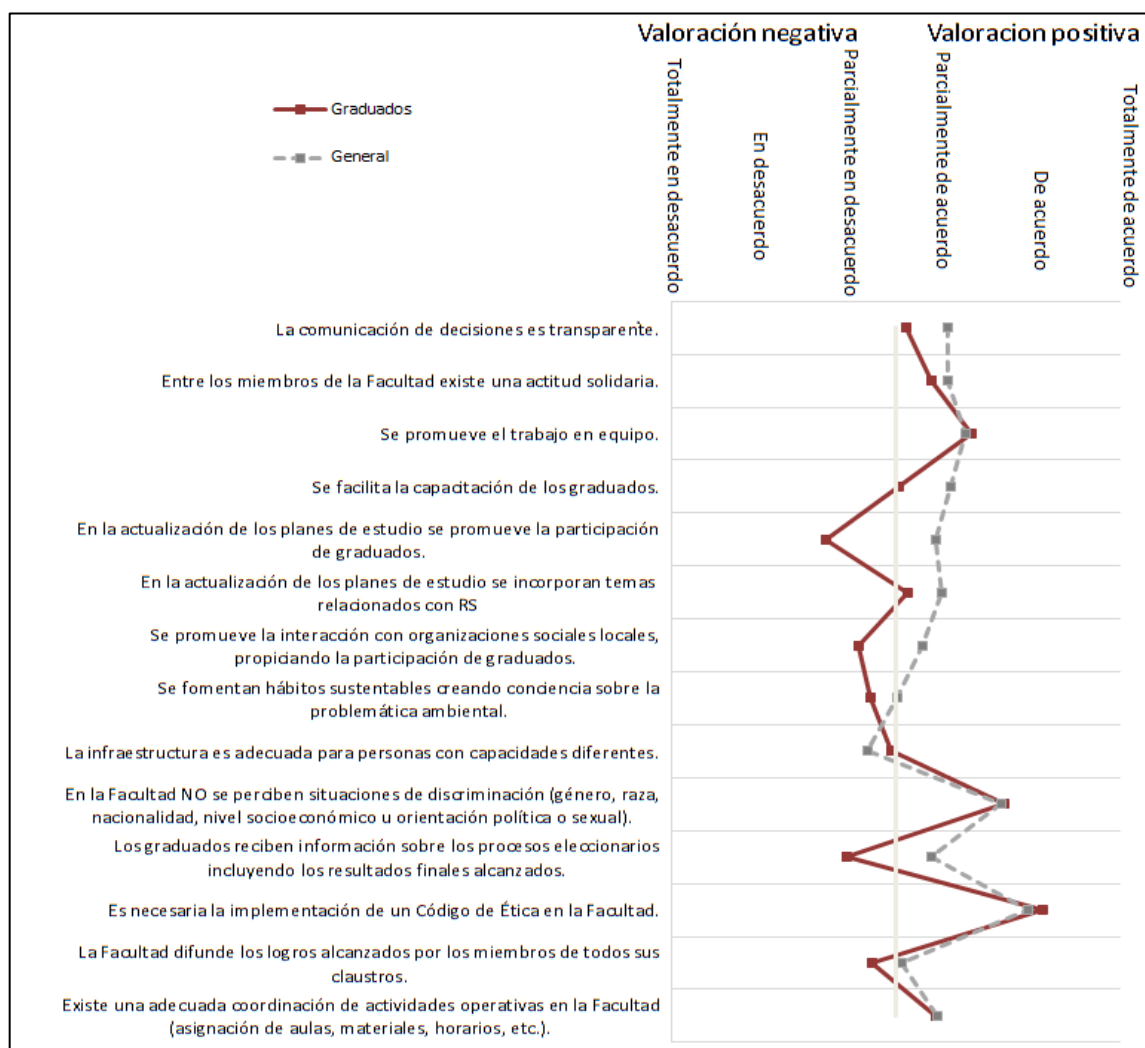 Valoración negativa
Valoracion positiva
Totalmente en desacuerdo
En desacuerdo
Parcialmente en desacuerdo
Parcialmente de acuerdo
De acuerdo
Totalmente de acuerdo
Graduados
General
La comunicación de decisiones es transparente.
Entre los miembros de la Facultad existe una actitud solidaria.
Se promueve el trabajo en equipo.
Se facilita la capacitación de los graduados.
En la actualización de los planes de estudio se promueve la participación
de graduados.
En la actualización de los planes de estudio se incorporan temas
relacionados con RS
Se promueve la interacción con organizaciones sociales locales,
propiciando la participación de graduados.
Se fomentan hábitos sustentables creando conciencia sobre la
problemática ambiental.
La infraestructura es adecuada para personas con capacidades diferentes.
En la Facultad NO se perciben situaciones de discriminación (género, raza,
nacionalidad, nivel socioeconómico u orientación política o sexual).
Los graduados reciben información sobre los procesos eleccionarios
incluyendo los resultados finales alcanzados.
Es necesaria la implementación de un Código de Ética en la Facultad.
La Facultad difunde los logros alcanzados por los miembros de todos sus
claustros.
Existe una adecuada coordinación de actividades operativas en la Facultad
(asignación de aulas, materiales, horarios, etc.).